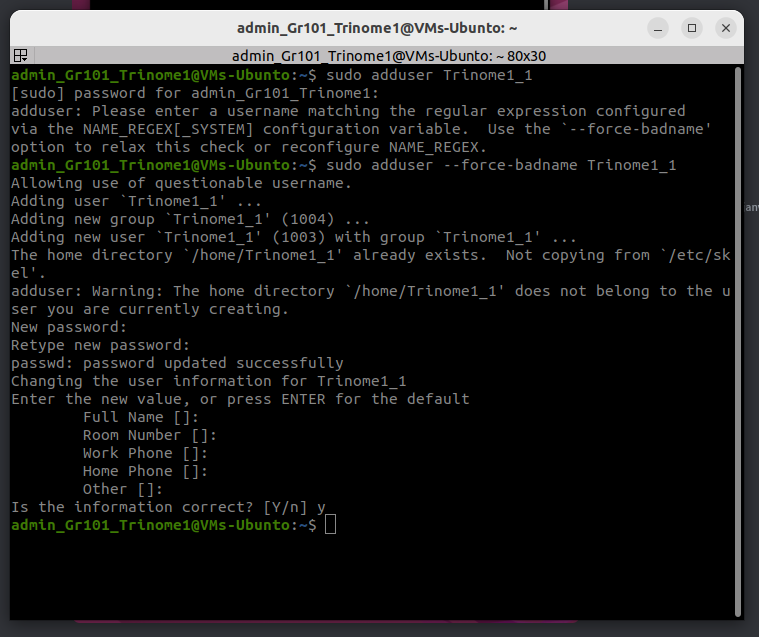 admin_Gr101_Trinome1@VMs-Ubunto: ~
admin_Gr101_Trinome1@VMs-Ubunto: ~ 80x30
admin_Gr101_Trinome1@VMs-Ubunto:~$ sudo adduser Trinome1_1
[sudo] password for admin_Gr101_Trinome1:
adduser: Please enter a username matching the regular expression configured
via the NAME_REGEX[_SYSTEM] configuration variable.  Use the `--force-badname'
option to relax this check or reconfigure NAME_REGEX.
admin_Gr101_Trinome1@VMs-Ubunto:~$ sudo adduser --force-badname Trinome1_1
Allowing use of questionable username.
Adding user `Trinome1_1' ...
Adding new group `Trinome1_1' (1004) ...
Adding new user `Trinome1_1' (1003) with group `Trinome1_1' ...
The home directory `/home/Trinome1_1' already exists.  Not copying from `/etc/sk
el'.
adduser: Warning: The home directory `/home/Trinome1_1' does not belong to the u
ser you are currently creating.
New password:
Retype new password:
passwd: password updated successfully
Changing the user information for Trinome1_1
Enter the new value, or press ENTER for the default
        Full Name []:
        Room Number []:
        Work Phone []:
        Home Phone []:
        Other []:
Is the information correct? [Y/n] y
admin_Gr101_Trinome1@VMs-Ubunto:~$